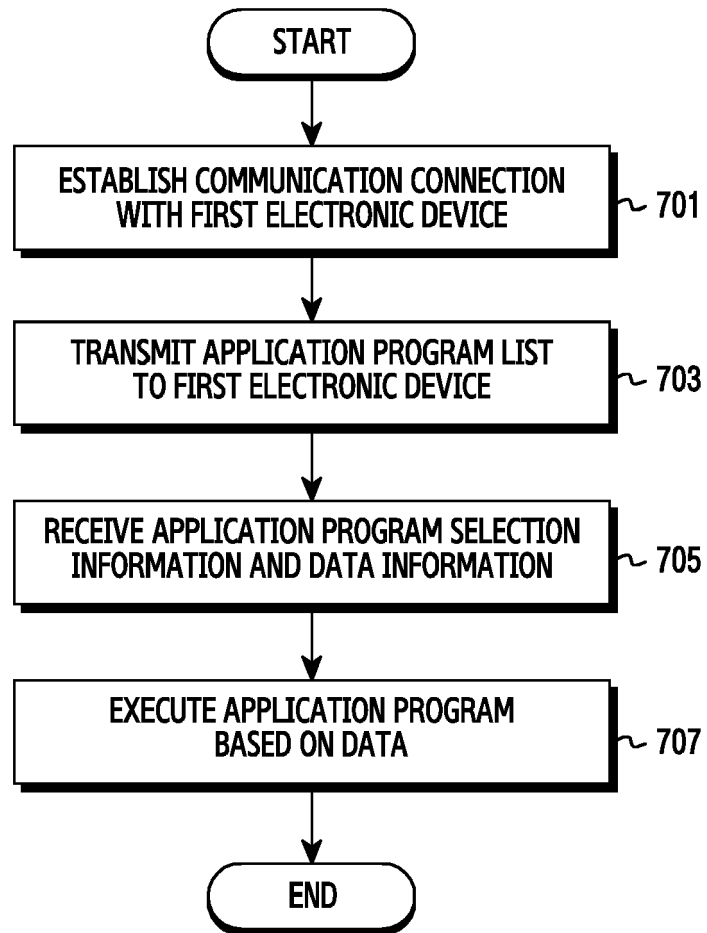 START
ESTABLISH COMMUNICATION CONNECTION
WITH FIRST ELECTRONIC DEVICE
701
TRANSMIT APPLICATION PROGRAM LIST
TO FIRST ELECTRONIC DEVICE
703
RECEIVE APPLICATION PROGRAM SELECTION
INFORMATION AND DATA INFORMATION
705
EXECUTE APPLICATION PROGRAM
BASED ON DATA
707
END